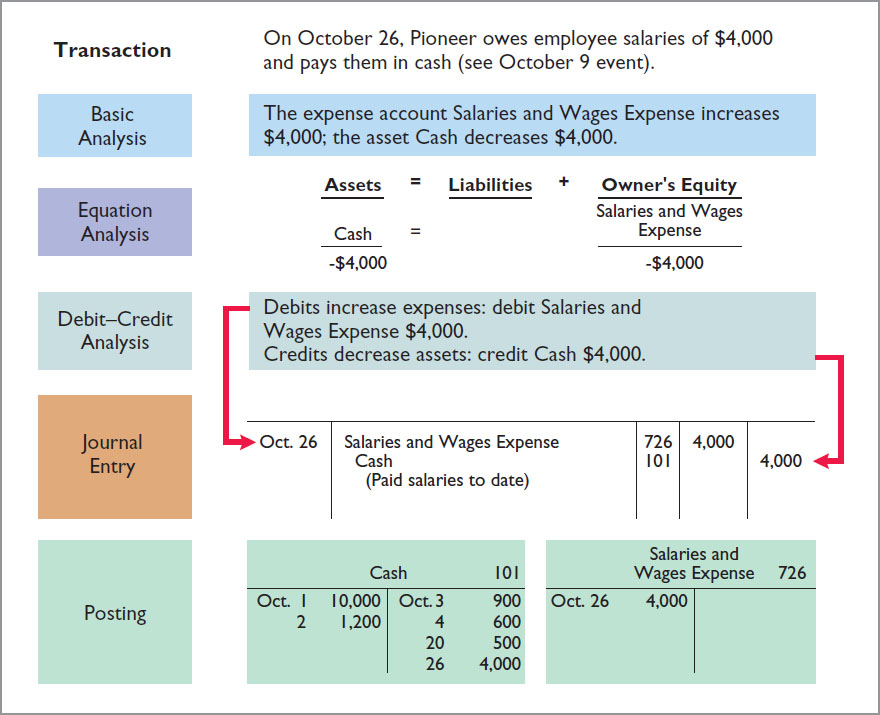 Transaction
On October 26, Pioneer owes employee salaries of $4,000
and pays them in cash (see October 9 event).
Basic
Analysis
The expense account Salaries and Wages Expense increases
$4,000; the asset Cash decreases $4,000.
Equation
Analysis
Assets = Liabilities + Owner's Equity
Salaries and Wages
Expense
Cash =
-$4,000 -$4,000
Debit–Credit
Analysis
Debits increase expenses: debit Salaries and
Wages Expense $4,000.
Credits decrease assets: credit Cash $4,000.
Journal
Entry
Oct. 26 Salaries and Wages Expense 726 4,000
Cash 101 4,000
(Paid salaries to date)
Posting
Cash 101
Oct. 1 10,000 Oct. 3 900
2 1,200 4 600
20 500
26 4,000
Salaries and
Wages Expense 726
Oct. 26 4,000